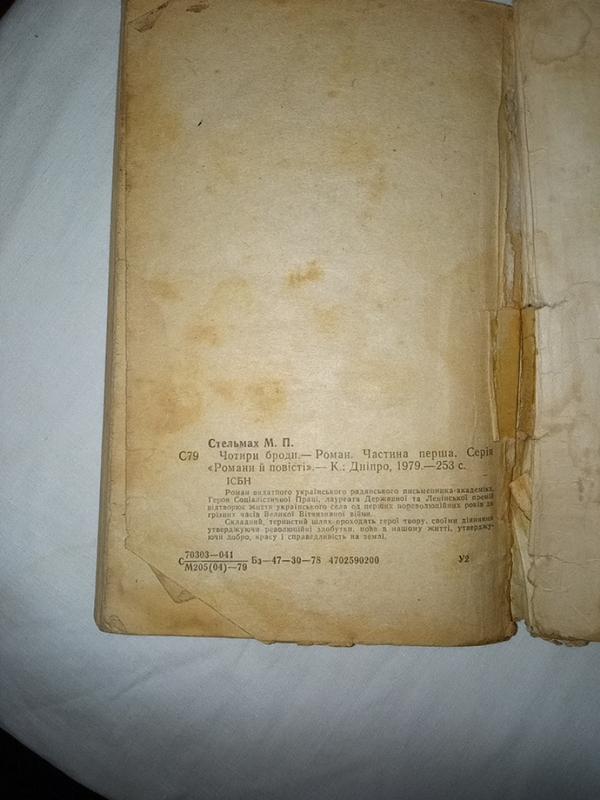 Стельмах М. П.
С79 Чотири броди.— Роман. Частина перша. Серія
«Романи й повісті».— К.: Дніпро, 1979.—253 с.
ІСБН
Роман видатного українського радянського письменника-академіка,
Героя Соціалістичної Праці, лауреата Державної та Ленінської премій
відтворює життя українського села од перших пореволюційних років до
грізних часів Великої Вітчизняної війни.
Складний, тернистий шлях проходять герої твору, своїми діяннями
утверджуючи революційні здобутки, нове в нашому житті, утверджу-
ючи добро, красу і справедливість на землі.
70303—041
С Бз—47—30—78 4702590200 У2
М205(04)—79